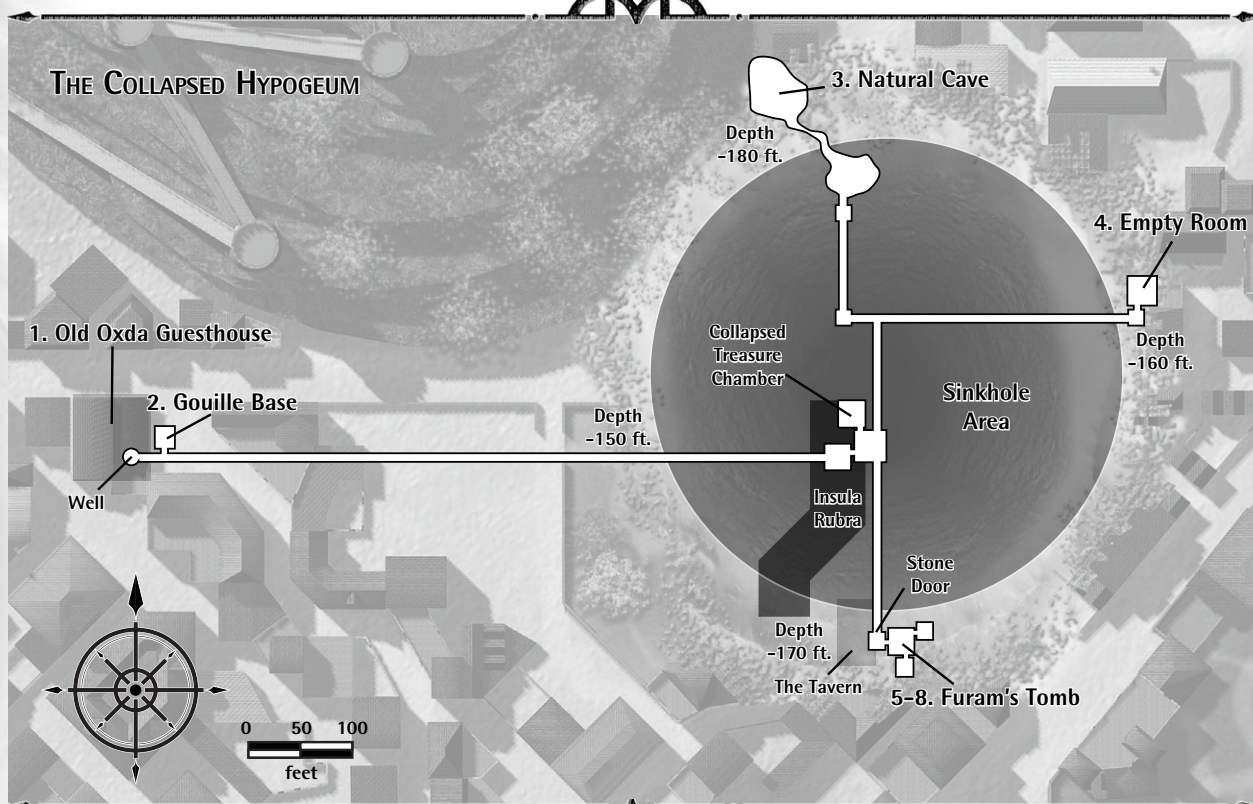 The Collapsed Hypogeum
3. Natural Cave
Depth
-180 ft.
4. Empty Room
Depth
-160 ft.
1. Old Oxda Guesthouse
Collapsed
Treasure
Chamber
Sinkhole
Area
2. Gouille Base
Depth
-150 ft.
Well
Insula
Rubra
Stone
Door
Depth
-170 ft.
The Tavern
5-8. Furam's Tomb
0 50 100
feet